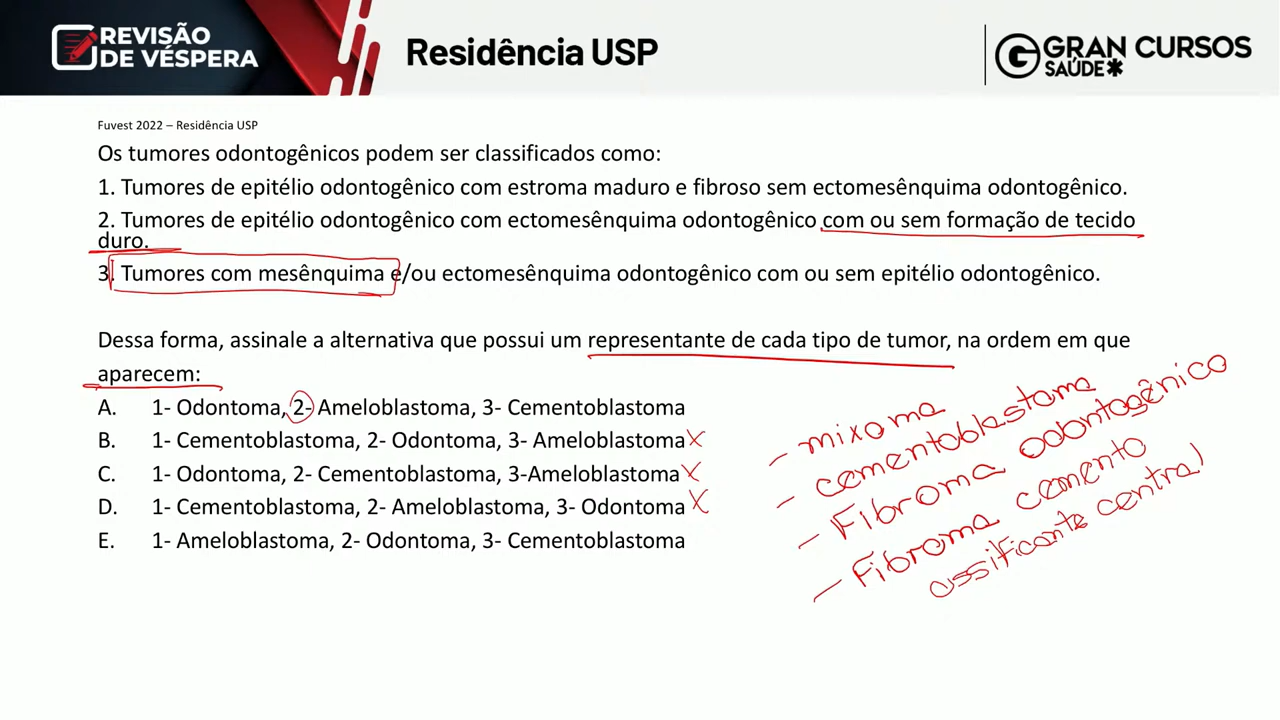 REVISÃO
DE VÉSPERA
Residência USP
GRAN CURSOS
SAÚDE
Fuvest 2022 – Residência USP
Os tumores odontogênicos podem ser classificados como:
1. Tumores de epitélio odontogênico com estroma maduro e fibroso sem ectomesênquima odontogênico.
2. Tumores de epitélio odontogênico com ectomesênquima odontogênico com ou sem formação de tecido
duro.
3. Tumores com mesênquima e/ou ectomesênquima odontogênico com ou sem epitélio odontogênico.
Dessa forma, assinale a alternativa que possui um representante de cada tipo de tumor, na ordem em que
aparecem:
A. 1- Odontoma, 2- Ameloblastoma, 3- Cementoblastoma
B. 1- Cementoblastoma, 2- Odontoma, 3- Ameloblastoma X
C. 1- Odontoma, 2- Cementoblastoma, 3-Ameloblastoma X
D. 1- Cementoblastoma, 2- Ameloblastoma, 3- Odontoma X
E. 1- Ameloblastoma, 2- Odontoma, 3- Cementoblastoma
- mixoma
- cementoblastoma
- Fibroma odontogênico
- Fibroma cemento
ossificante central